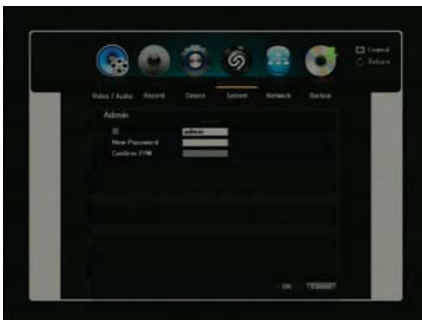 Legend
Return
Video / Audio Record Device System Network Backup
Admin
ID admin
New Password
Confirm P/W
OK Cancel